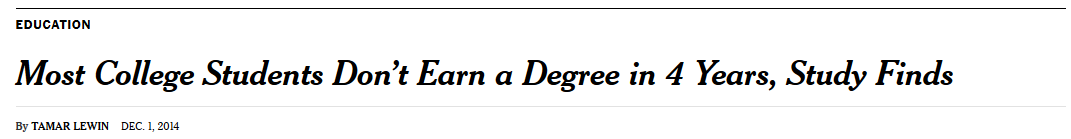 EDUCATION
Most College Students Don’t Earn a Degree in 4 Years, Study Finds
By TAMAR LEWIN DEC. 1, 2014